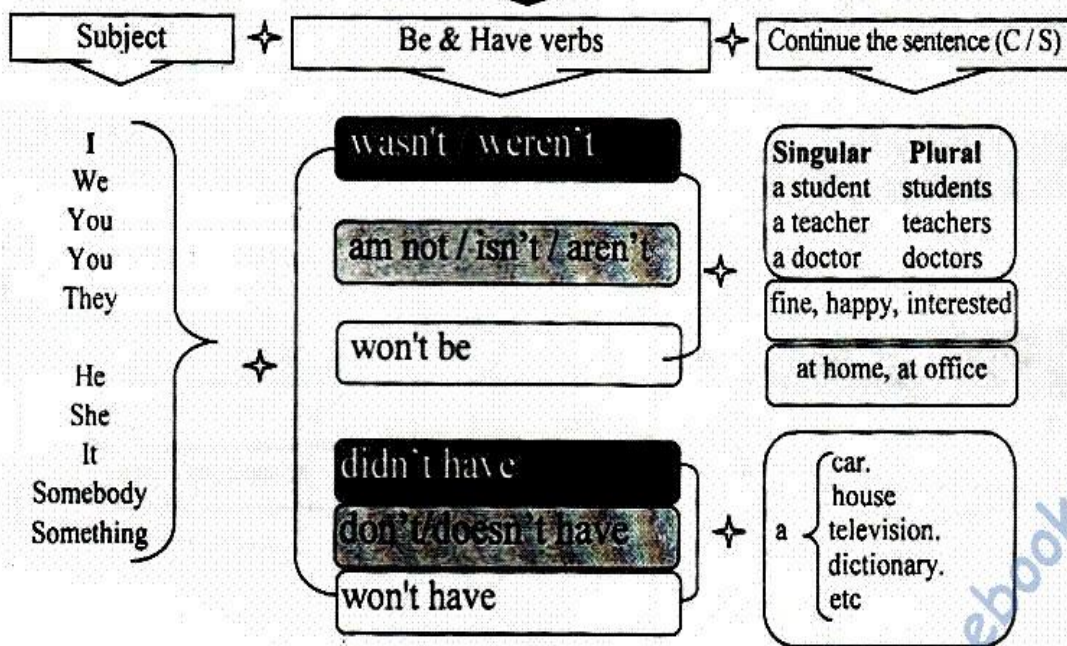 Subject
Be & Have verbs
Continue the sentence (C / S)
I
We
You
You
They
He
She
It
Somebody
Something
wasn't / weren't
am not / isn't / aren't
won't be
didn't have
don't/doesn't have
won't have
Singular Plural
a student students
a teacher teachers
a doctor doctors
fine, happy, interested
at home, at office
a
car.
house
television.
dictionary.
etc
ebook